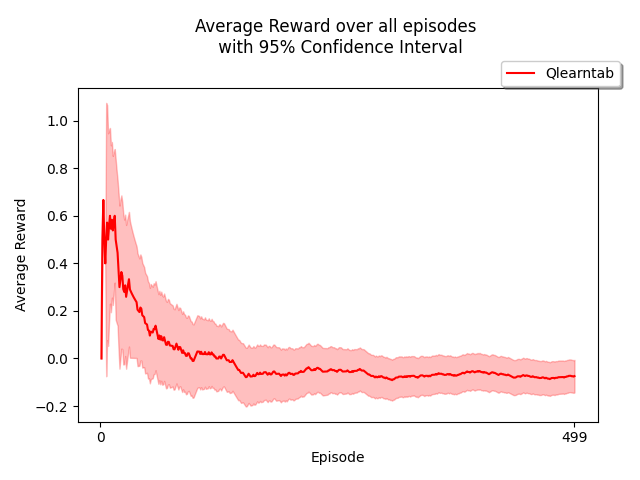 Average Reward over all episodes
with 95% Confidence Interval
Qlearntab
Average Reward
1.0
0.8
0.6
0.4
0.2
0.0
−0.2
0
499
Episode